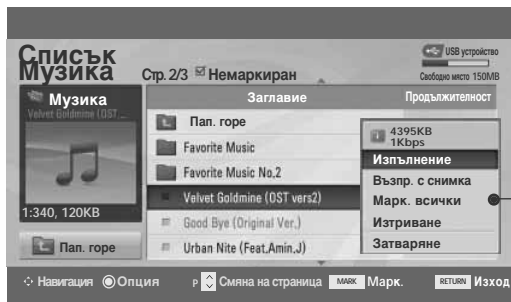 Списък
Музика
Стр. 2/3 Немаркиран
USB устройство
Свободно място 150MB
Музика
Velvet Goldmine (OST...
1:340, 120KB
Пап. горе
Заглавие
Продължителност
Пап. горе
Favorite Music
Favorite Music No.2
Velvet Goldmine (OST vers2)
Good Bye (Original Ver.)
Urban Nite (Feat.Amin.J)
4395KB
1Kbps
Изпълнение
Възпр. с снимка
Марк. всички
Изтриване
Затваряне
Навигация Опция P Смяна на страница MARK Марк. RETURN Изход